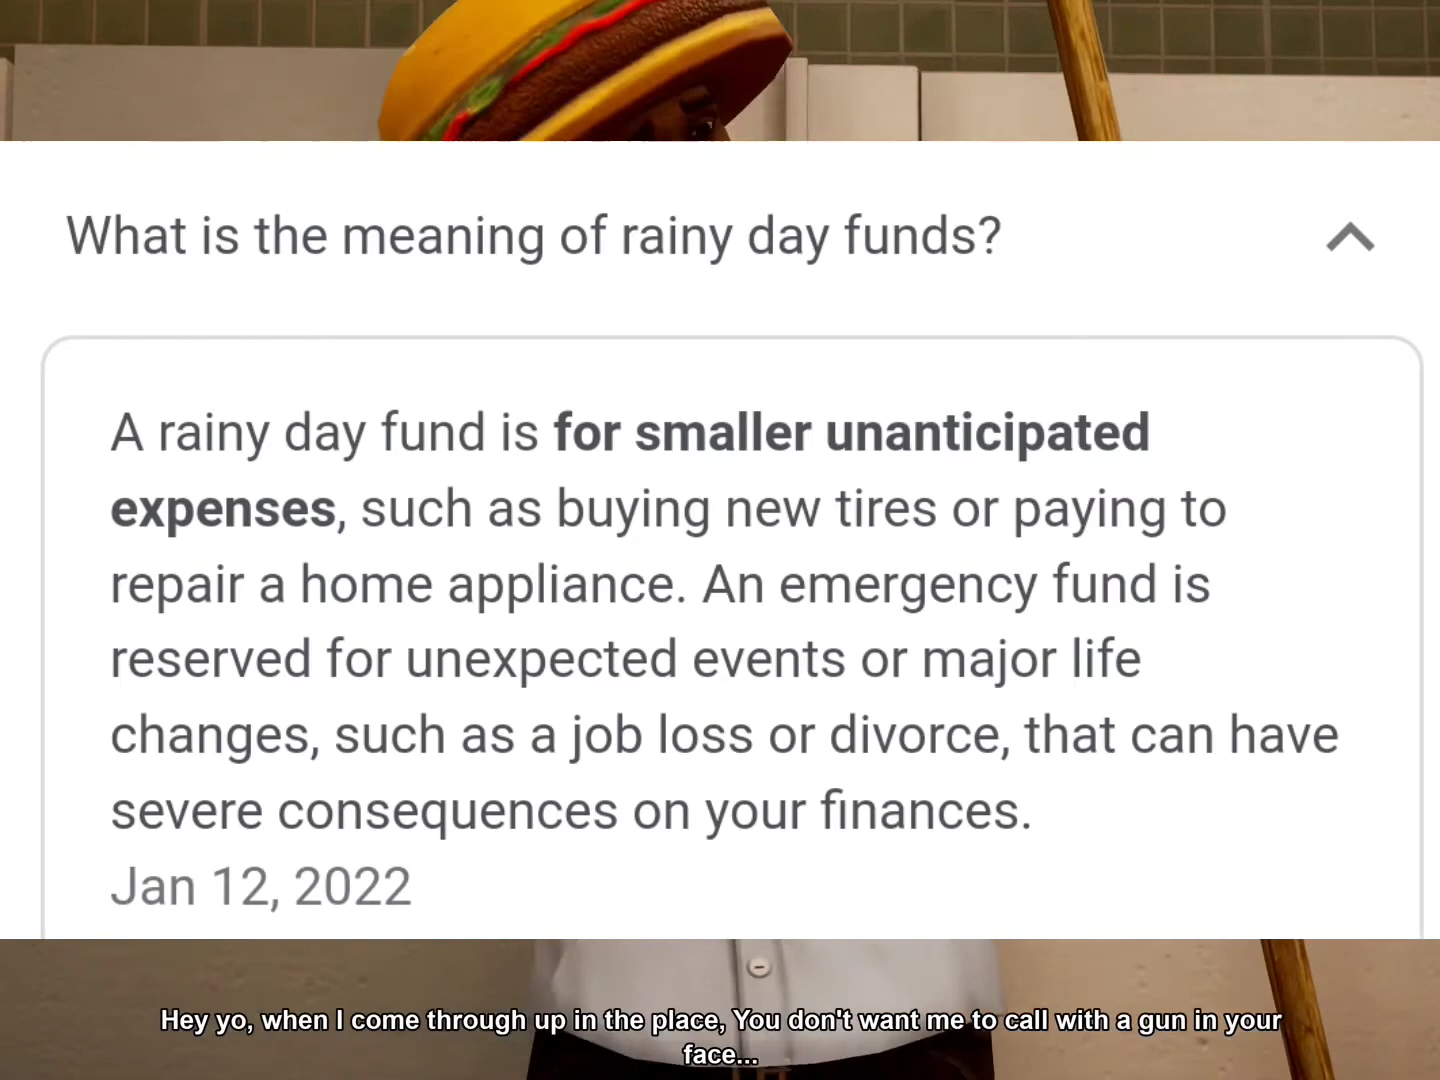 What is the meaning of rainy day funds?
A rainy day fund is for smaller unanticipated
expenses, such as buying new tires or paying to
repair a home appliance. An emergency fund is
reserved for unexpected events or major life
changes, such as a job loss or divorce, that can have
severe consequences on your finances.
Jan 12, 2022
Hey yo, when I come through up in the place, You don't want me to call with a gun in your
face...